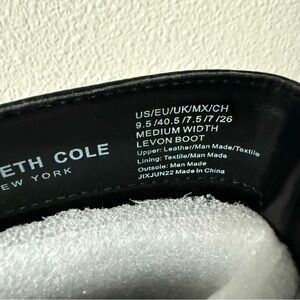 ETH COLE
NEW YORK
US/EU/UK/MX/CH
9.5/40.5/7.5/7/26
MEDIUM WIDTH
LEVON BOOT
Upper: Leather/Man Made/Textile
Lining: Textile/Man Made
Outsole: Man Made
JIXJUN22 Made In China